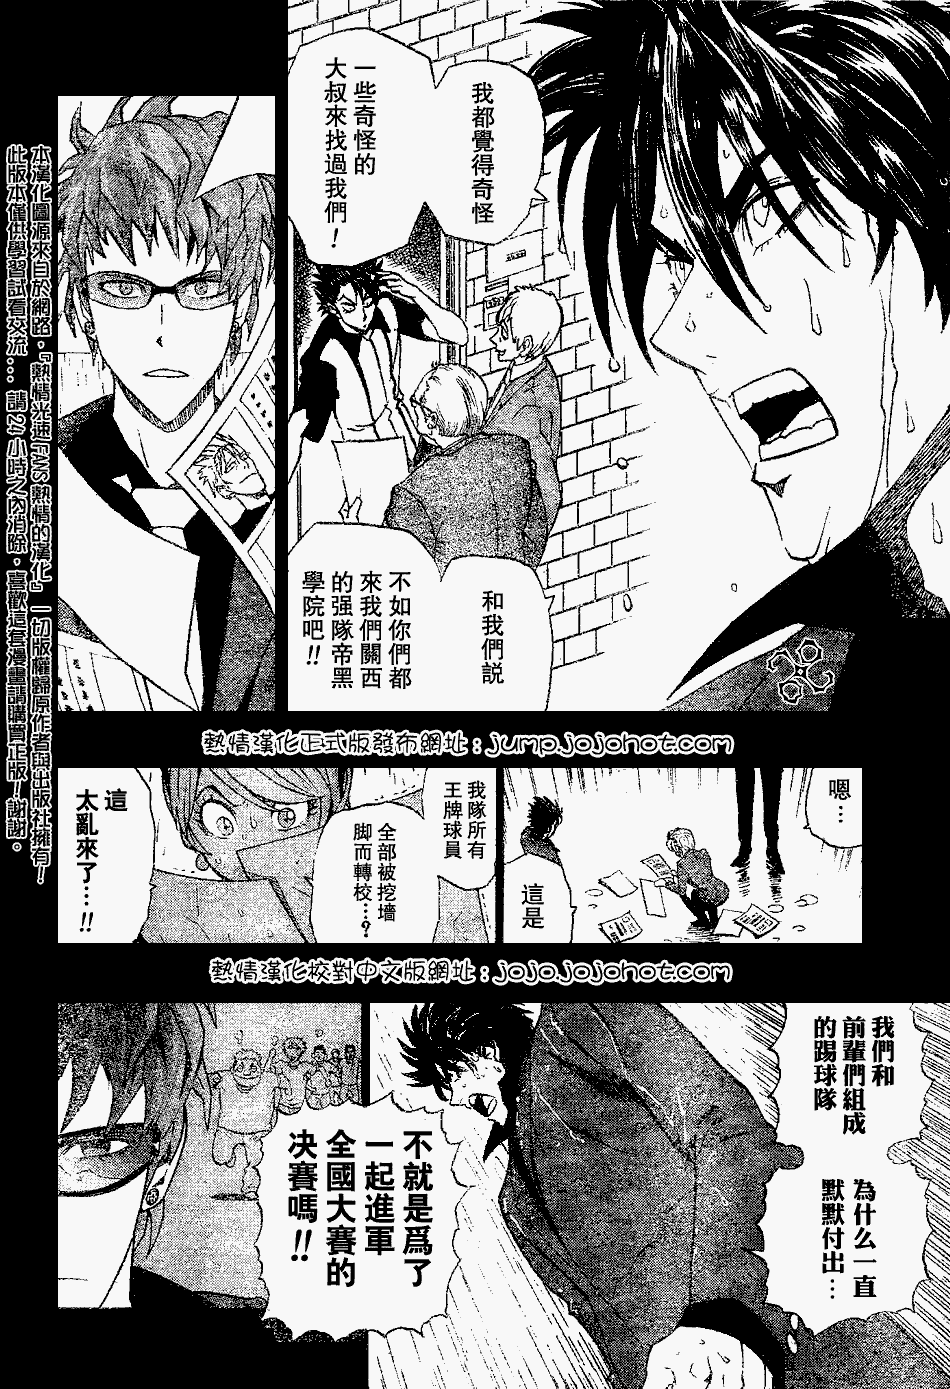 我都覺得奇怪
一些奇怪的
大叔來找過我們！
和我們説
不如你們都
來我們關西
的强隊帝黑
學院吧!!
熱情漢化正式版發布網址：jump.jojohot.com
嗯…
這是
我隊所有
王牌球員
全部被挖墻
脚而轉校…？
這
太亂來了…!!
熱情漢化校對中文版網址：jojo.jojohot.com
我們和
前輩們組成
的踢球隊
為什么一直
默默付出…
不就是爲了
一起進軍
全國大賽的
决賽嗎!!
本漢化圖源來自於網路，『熱情光速FANS熱情的漢化』一切版權歸原作者與出版社擁有！
此版本僅供學習試看交流…請24小時之內消除，喜歡這套漫畫請購買正版！謝謝。